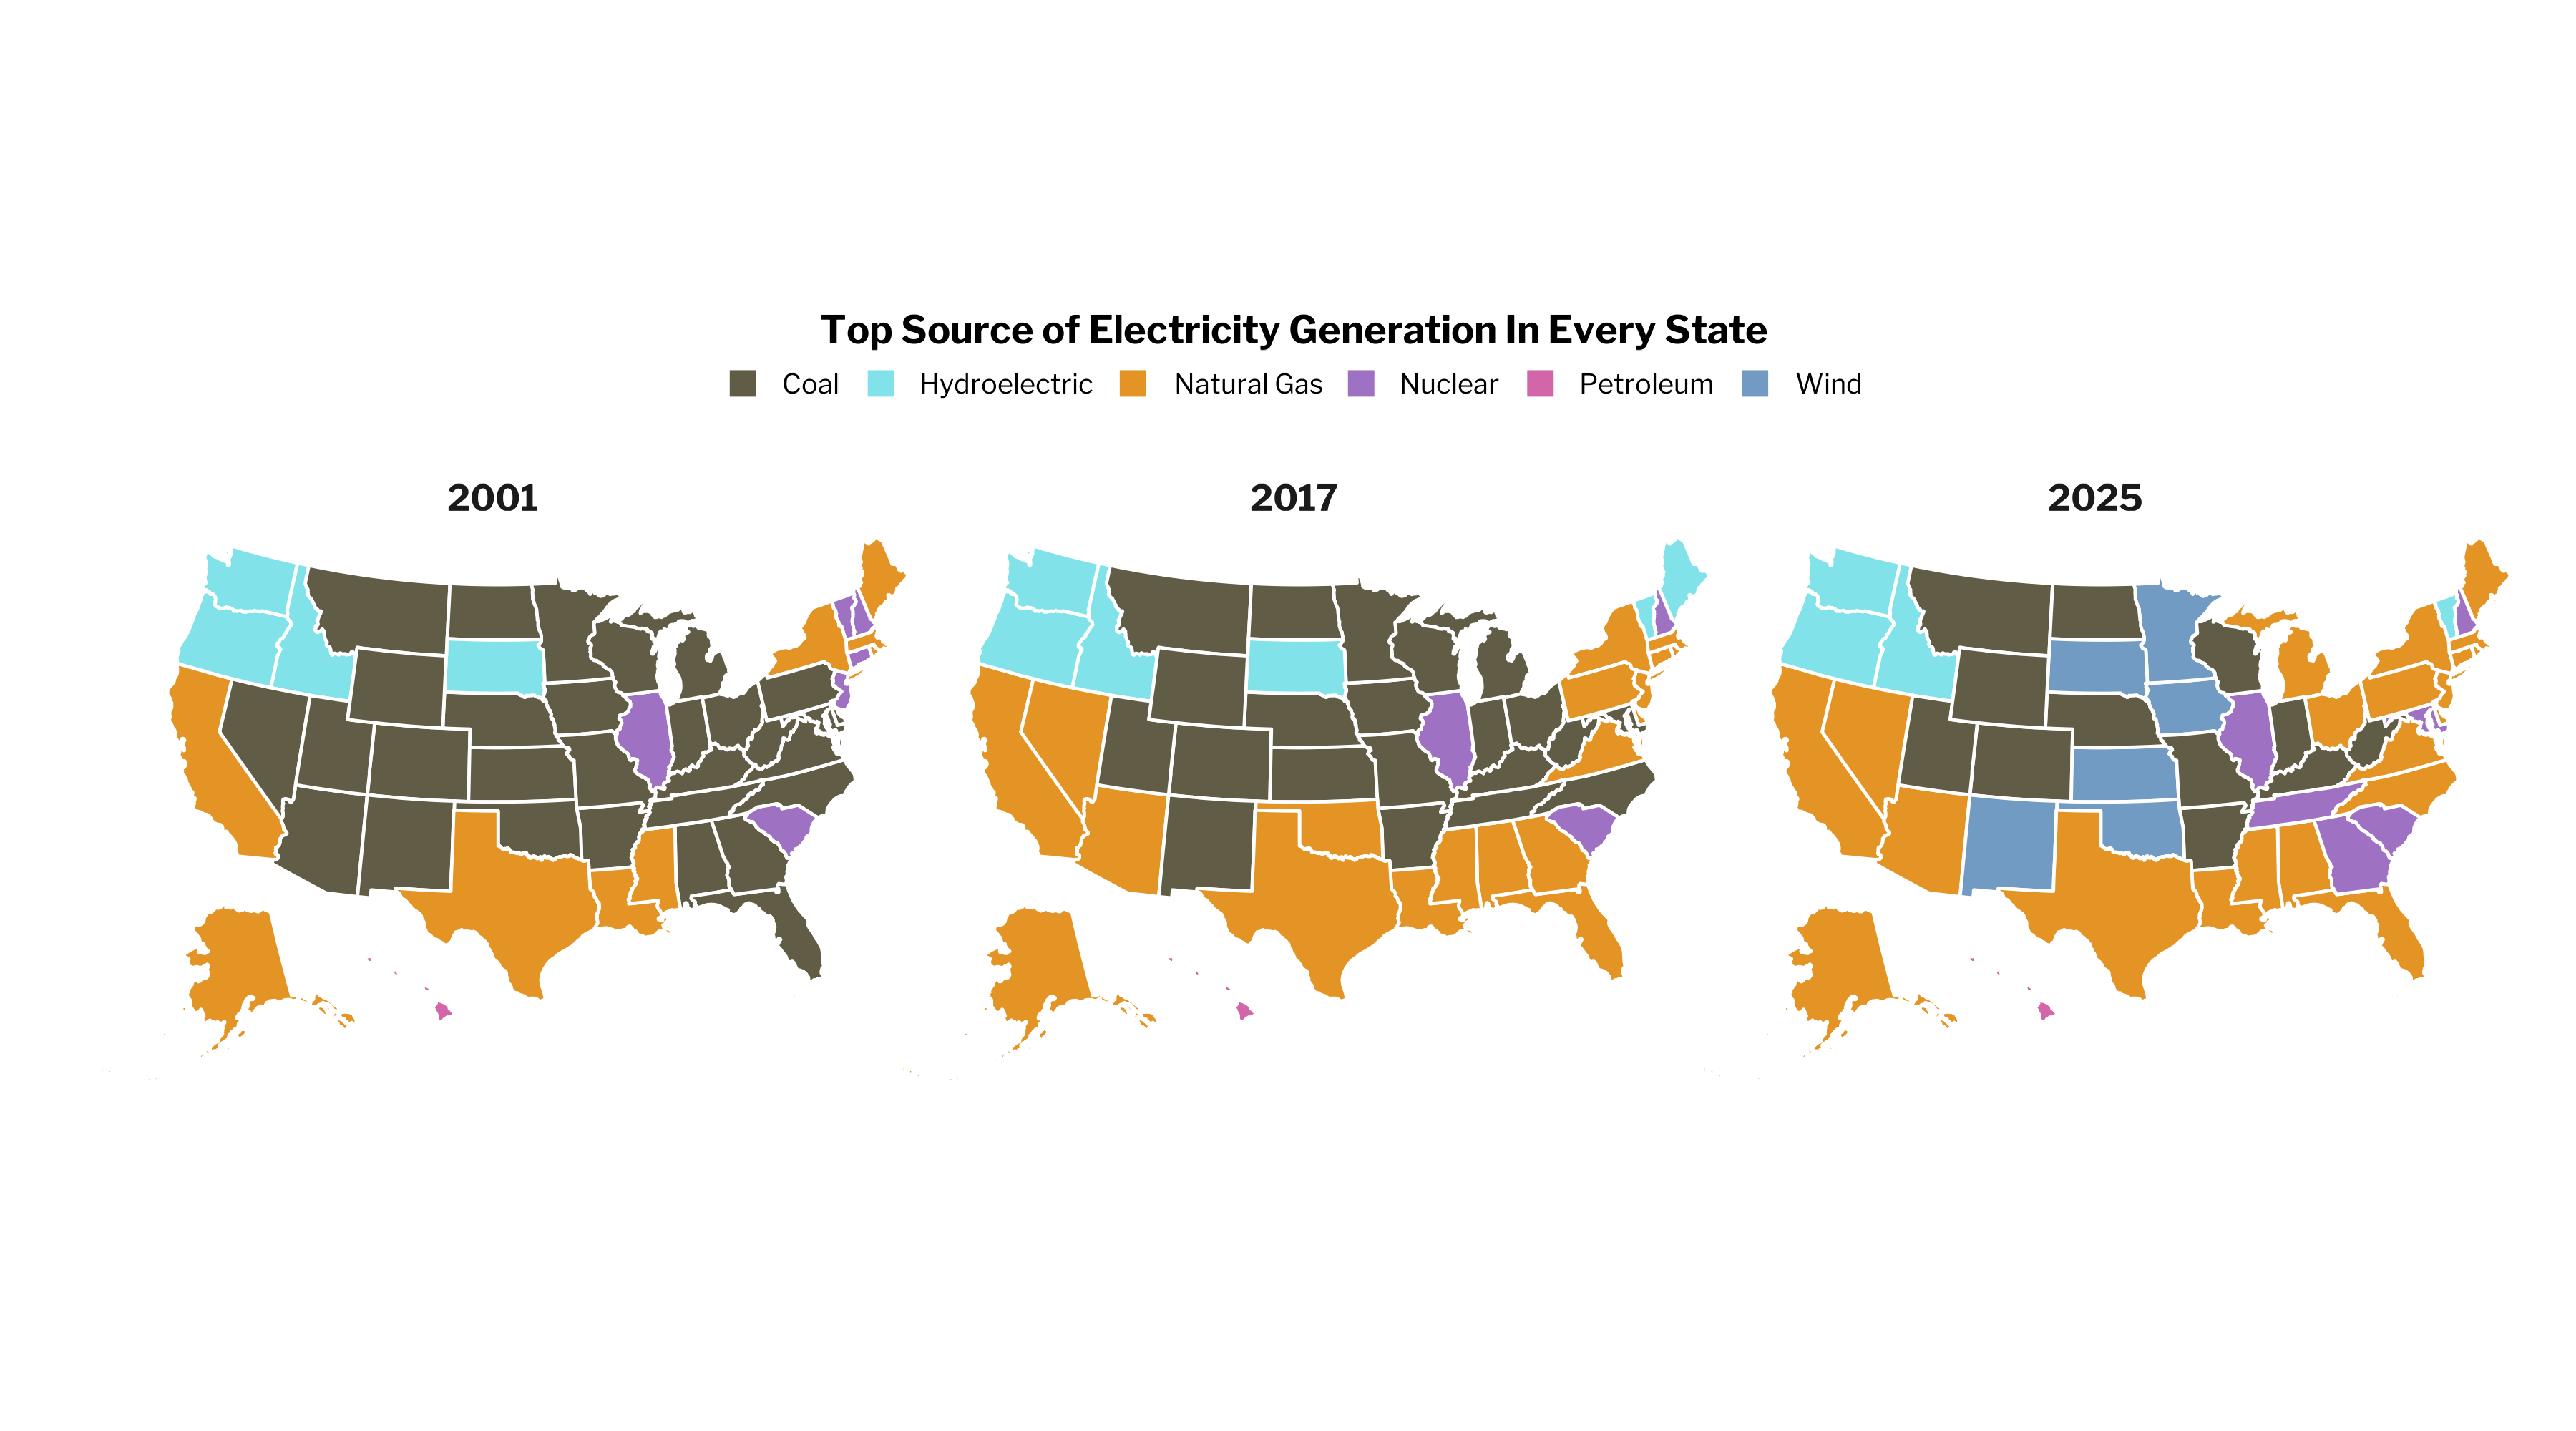 Top Source of Electricity Generation In Every State
Coal Hydroelectric Natural Gas Nuclear Petroleum Wind
2001 2017 2025